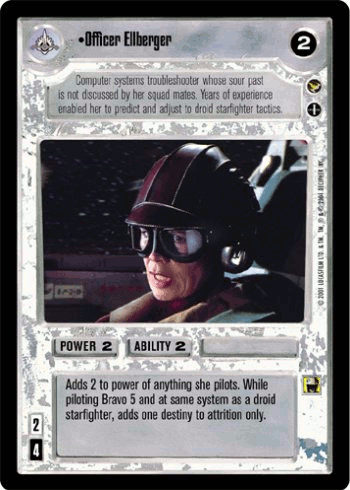 •Officer Ellberger
2
Computer systems troubleshooter whose sour past
is not discussed by her squad mates. Years of experience
enabled her to predict and adjust to droid starfighter tactics.
POWER 2
ABILITY 2
Adds 2 to power of anything she pilots. While
piloting Bravo 5 and at same system as a droid
starfighter, adds one destiny to attrition only.
2
4